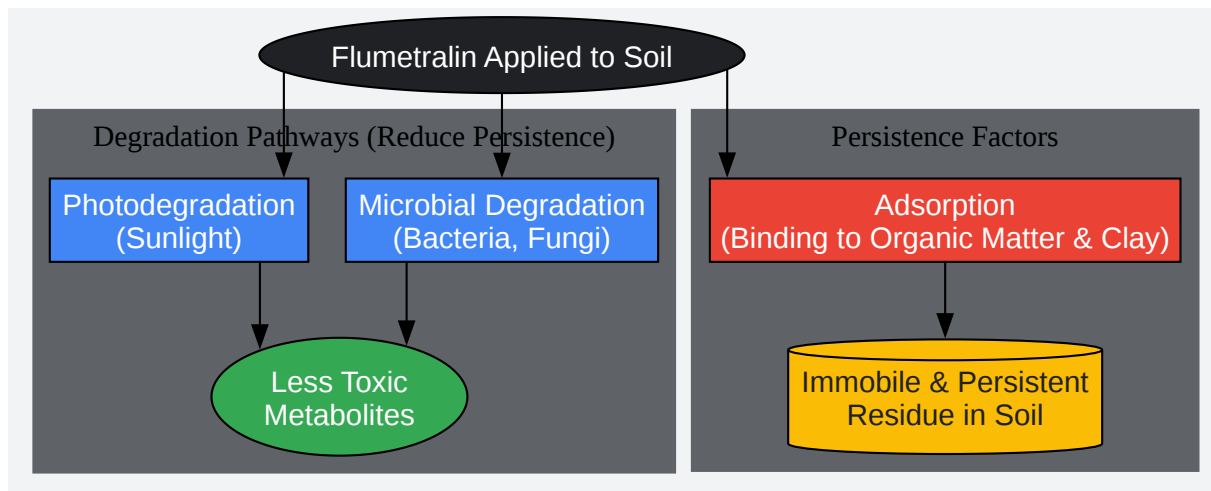 Flumetralin Applied to Soil
Degradation Pathways (Reduce Persistence)
Persistence Factors
Photodegradation
(Sunlight)
Microbial Degradation
(Bacteria, Fungi)
Adsorption
(Binding to Organic Matter & Clay)
Less Toxic
Metabolites
Immobile & Persistent
Residue in Soil